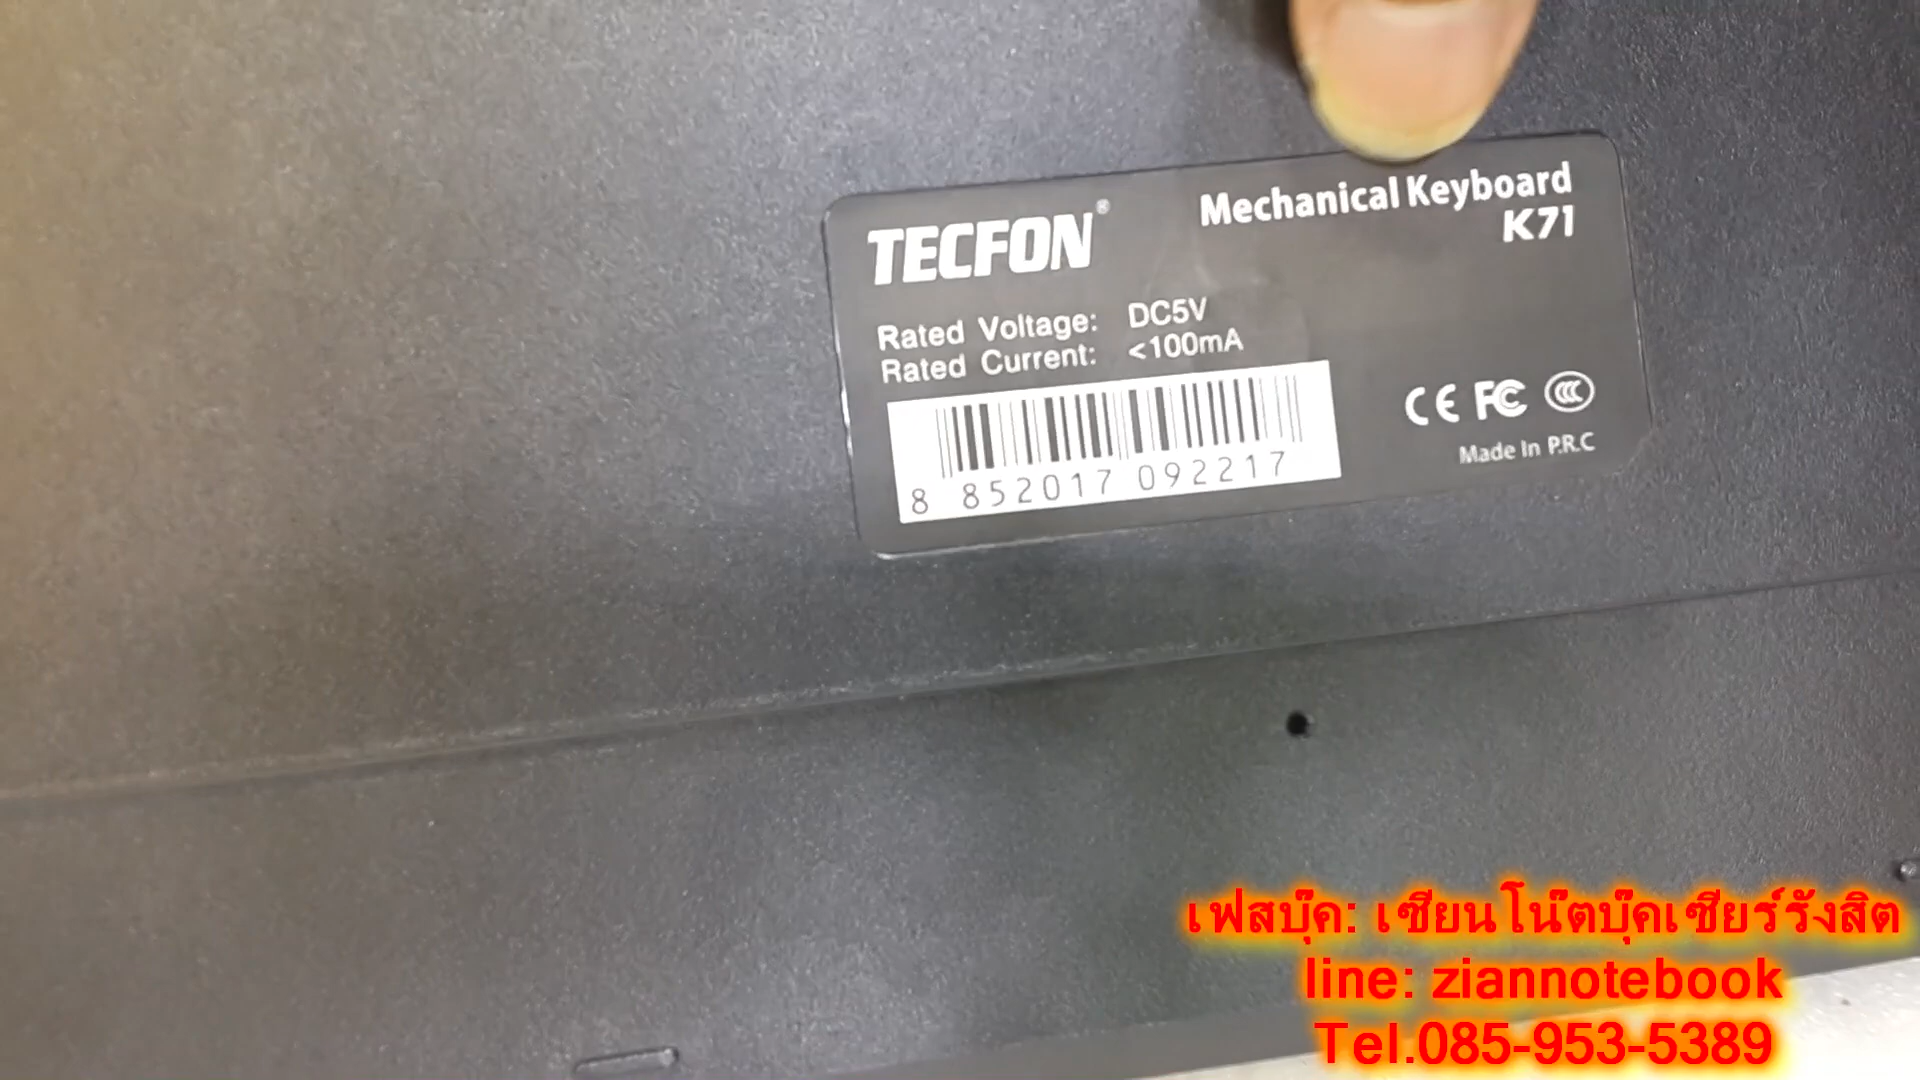 TECFON®
Mechanical Keyboard
K71
Rated Voltage: DC5V
Rated Current: <100mA
8 852017 092217
CE FC CCC
Made In P.R.C
เฟสบุ๊ค: เซียนโน๊ตบุ๊คเซียร์รังสิต
line: ziannotebook
Tel.085-953-5389